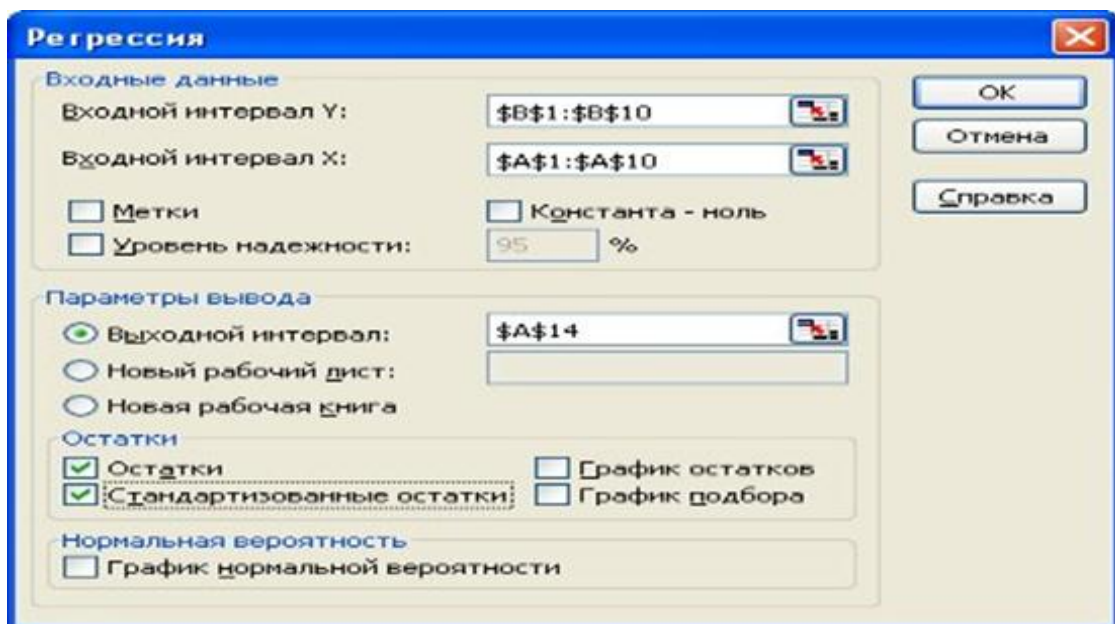 Регрессия
Входные данные
Входной интервал Y: $B$1:$B$10
Входной интервал X: $A$1:$A$10
Метки Константа - ноль
Уровень надежности: 95 %
OK
Отмена
Справка
Параметры вывода
Выходной интервал: $A$14
Новый рабочий лист:
Новая рабочая книга
Остатки
Остатки График остатков
Стандартизованные остатки График подбора
Нормальная вероятность
График нормальной вероятности